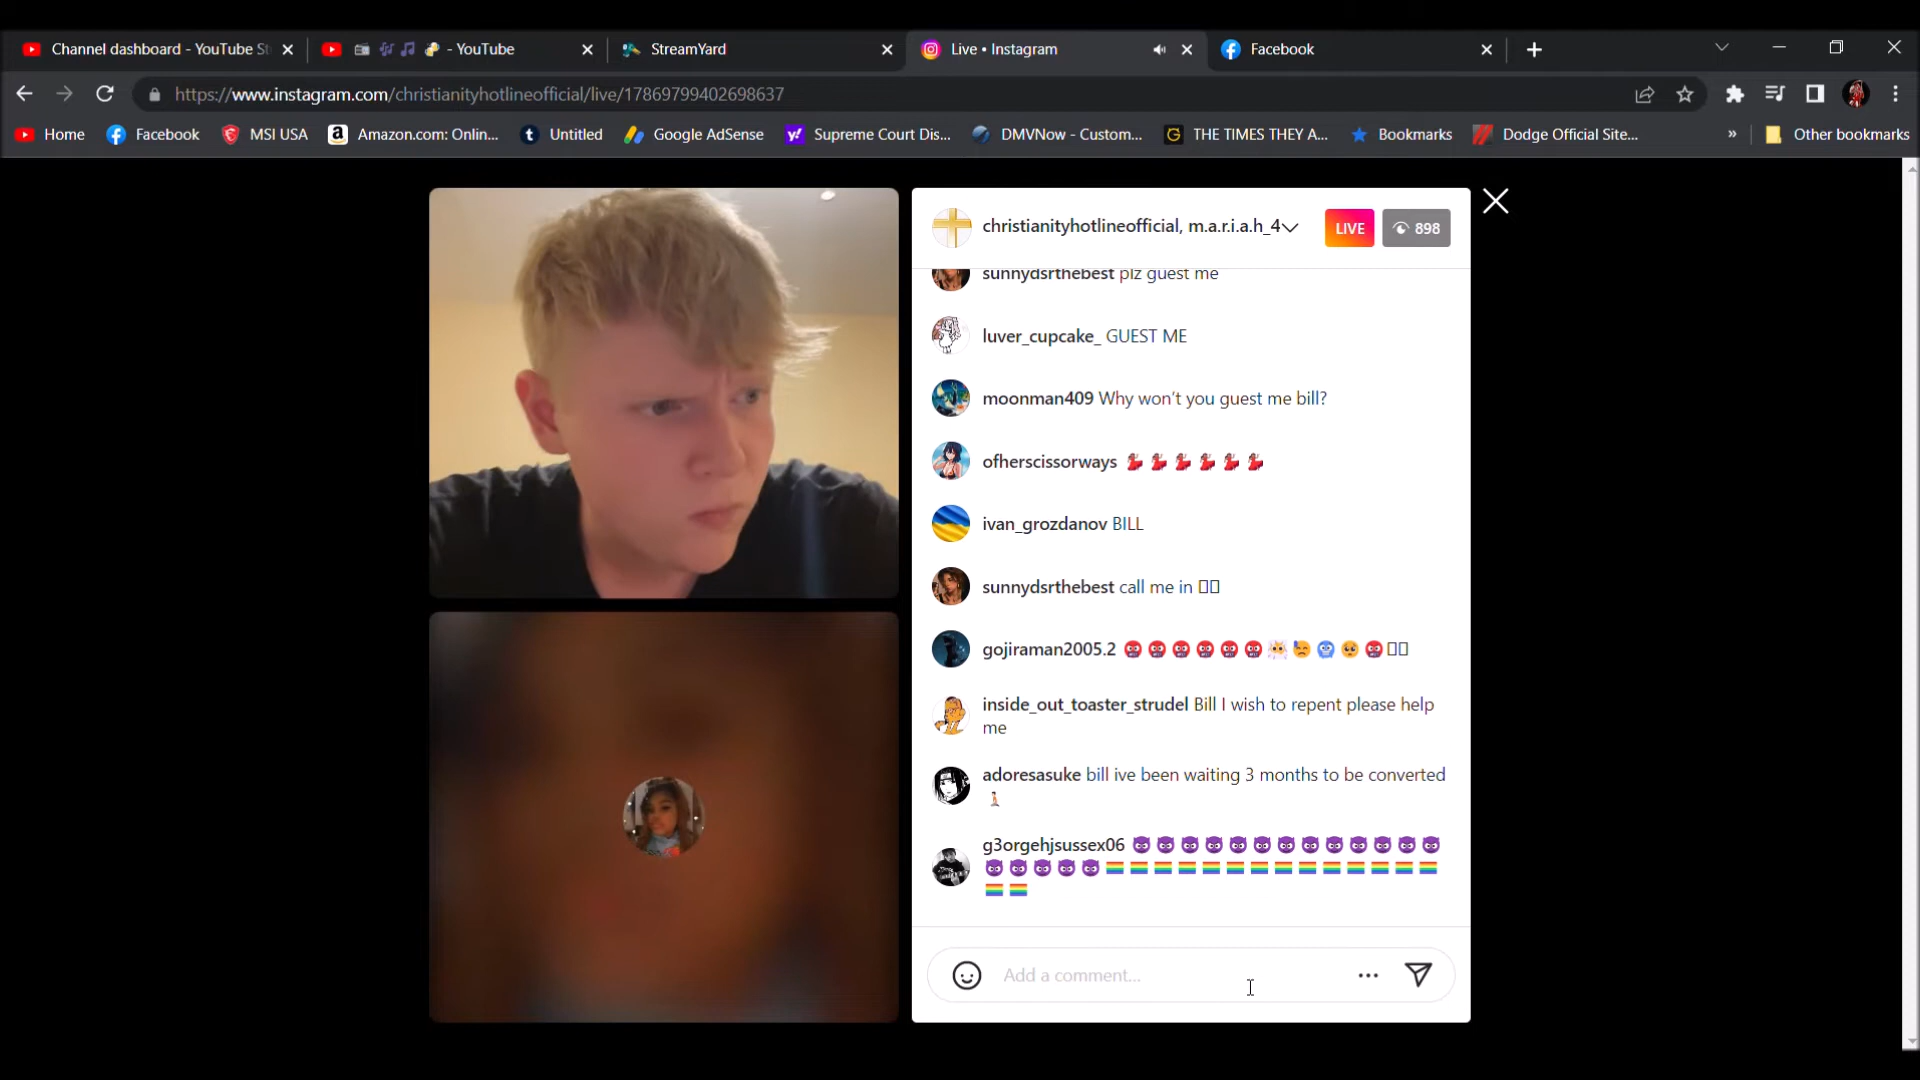 Channel dashboard - YouTube St
- YouTube
StreamYard
Live • Instagram
Facebook
https://www.instagram.com/christianityhotlineofficial/live/17869799402698637
Home
Facebook
MSI USA
Amazon.com: Onlin...
Untitled
Google AdSense
Supreme Court Dis...
DMVNow - Custom...
THE TIMES THEY A...
Bookmarks
Dodge Official Site...
»
Other bookmarks
christianityhotlineofficial, m.a.r.i.a.h_4
LIVE
898
sunnydsrthebest plz guest me
luver_cupcake_ GUEST ME
moonman409 Why won't you guest me bill?
ofherscissorways 💃💃💃💃💃💃
ivan_grozdanov BILL
sunnydsrthebest call me in
gojiraman2005.2
inside_out_toaster_strudel Bill I wish to repent please help
me
adoresasuke bill ive been waiting 3 months to be converted
g3orgehjsussex06 😈😈😈😈😈😈😈😈😈😈😈😈😈
Add a comment...